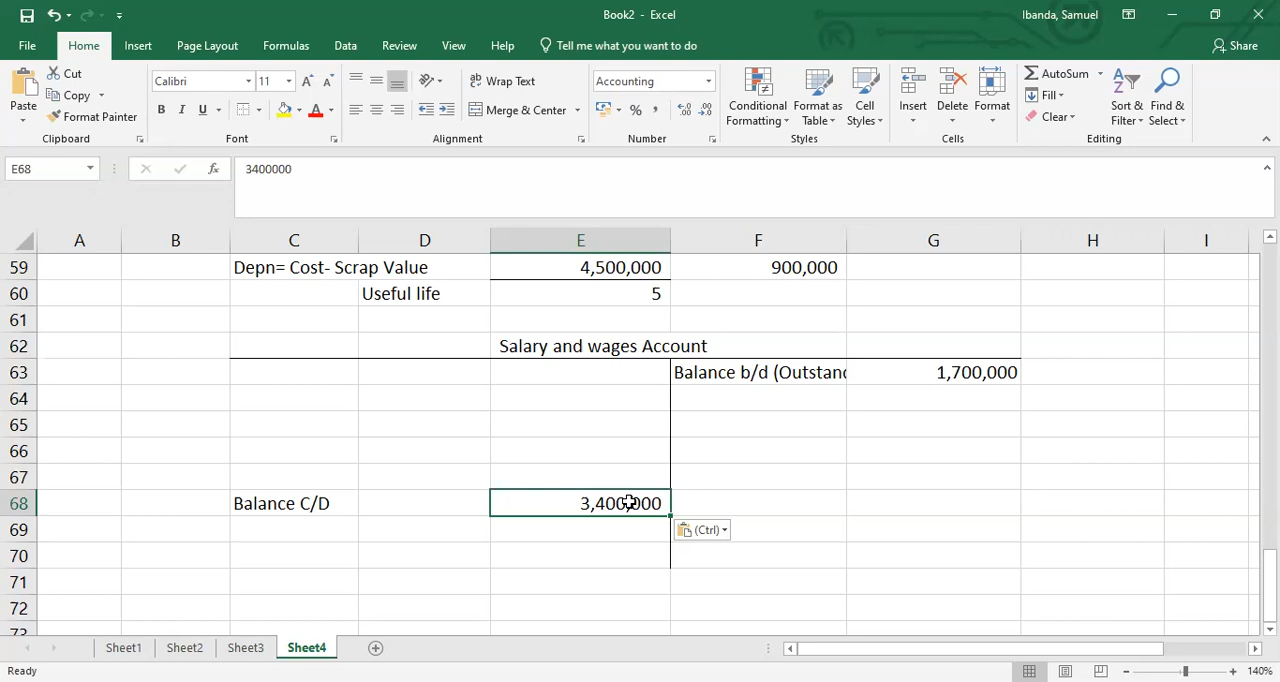 Book2 - Excel
Ibanda, Samuel
File Home Insert Page Layout Formulas Data Review View Help Tell me what you want to do Share
Paste
Cut
Copy
Format Painter
Clipboard
Calibri 11
B I U
Font
Wrap Text
Merge & Center
Alignment
Accounting
Number
Conditional Formatting
Format as Table
Cell Styles
Styles
Insert Delete Format
Cells
AutoSum
Fill
Clear
Sort & Filter
Find & Select
Editing
E68 fx 3400000
A B C D E F G H I
59 Depn= Cost- Scrap Value 4,500,000 900,000
60 Useful life 5
61
62 Salary and wages Account
63 Balance b/d (Outstand 1,700,000
64
65
66
67
68 Balance C/D 3,400,000
69 (Ctrl)
70
71
72
73
Sheet1 Sheet2 Sheet3 Sheet4
Ready 140%